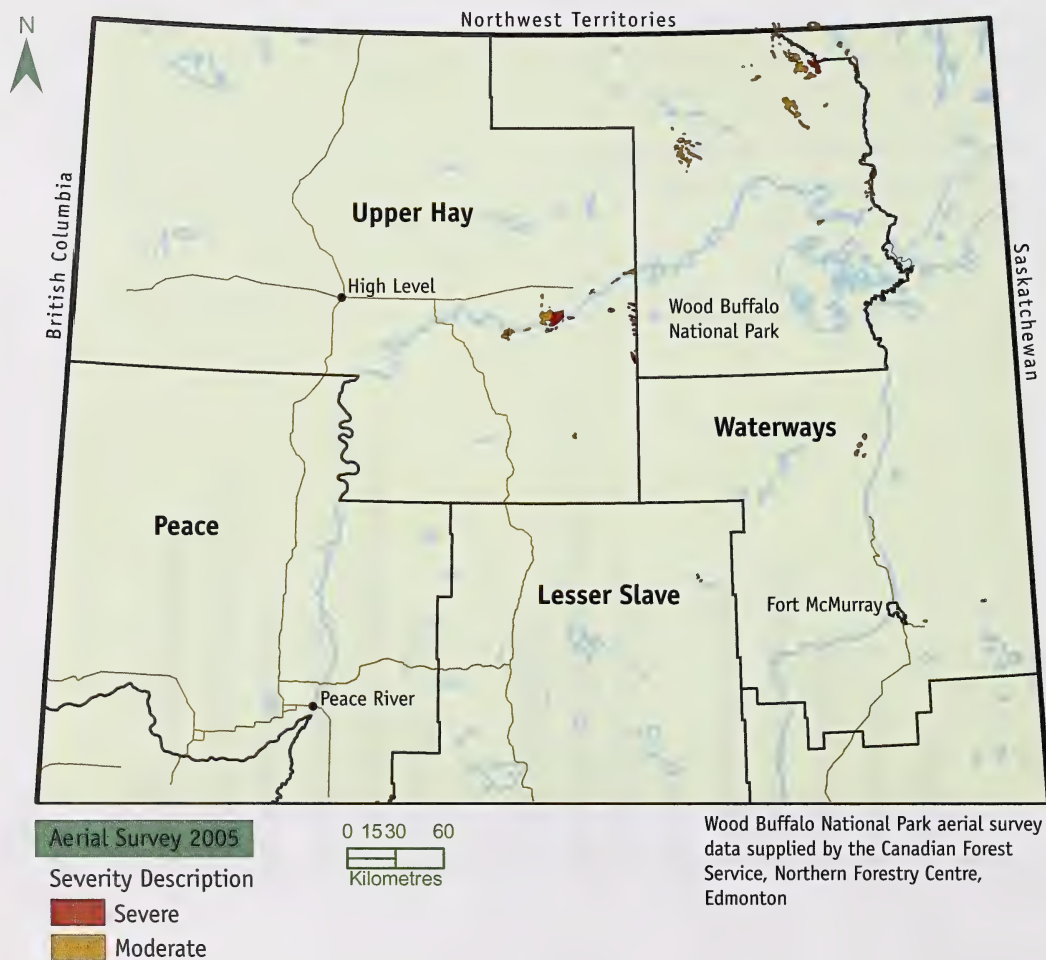 Northwest Territories
N
British Columbia
Upper Hay
High Level
Wood Buffalo
National Park
Saskatchewan
Waterways
Peace
Lesser Slave
Fort McMurray
Peace River
Aerial Survey 2005
Severity Description
Severe
Moderate
0 15 30 60
Kilometres
Wood Buffalo National Park aerial survey
data supplied by the Canadian Forest
Service, Northern Forestry Centre,
Edmonton